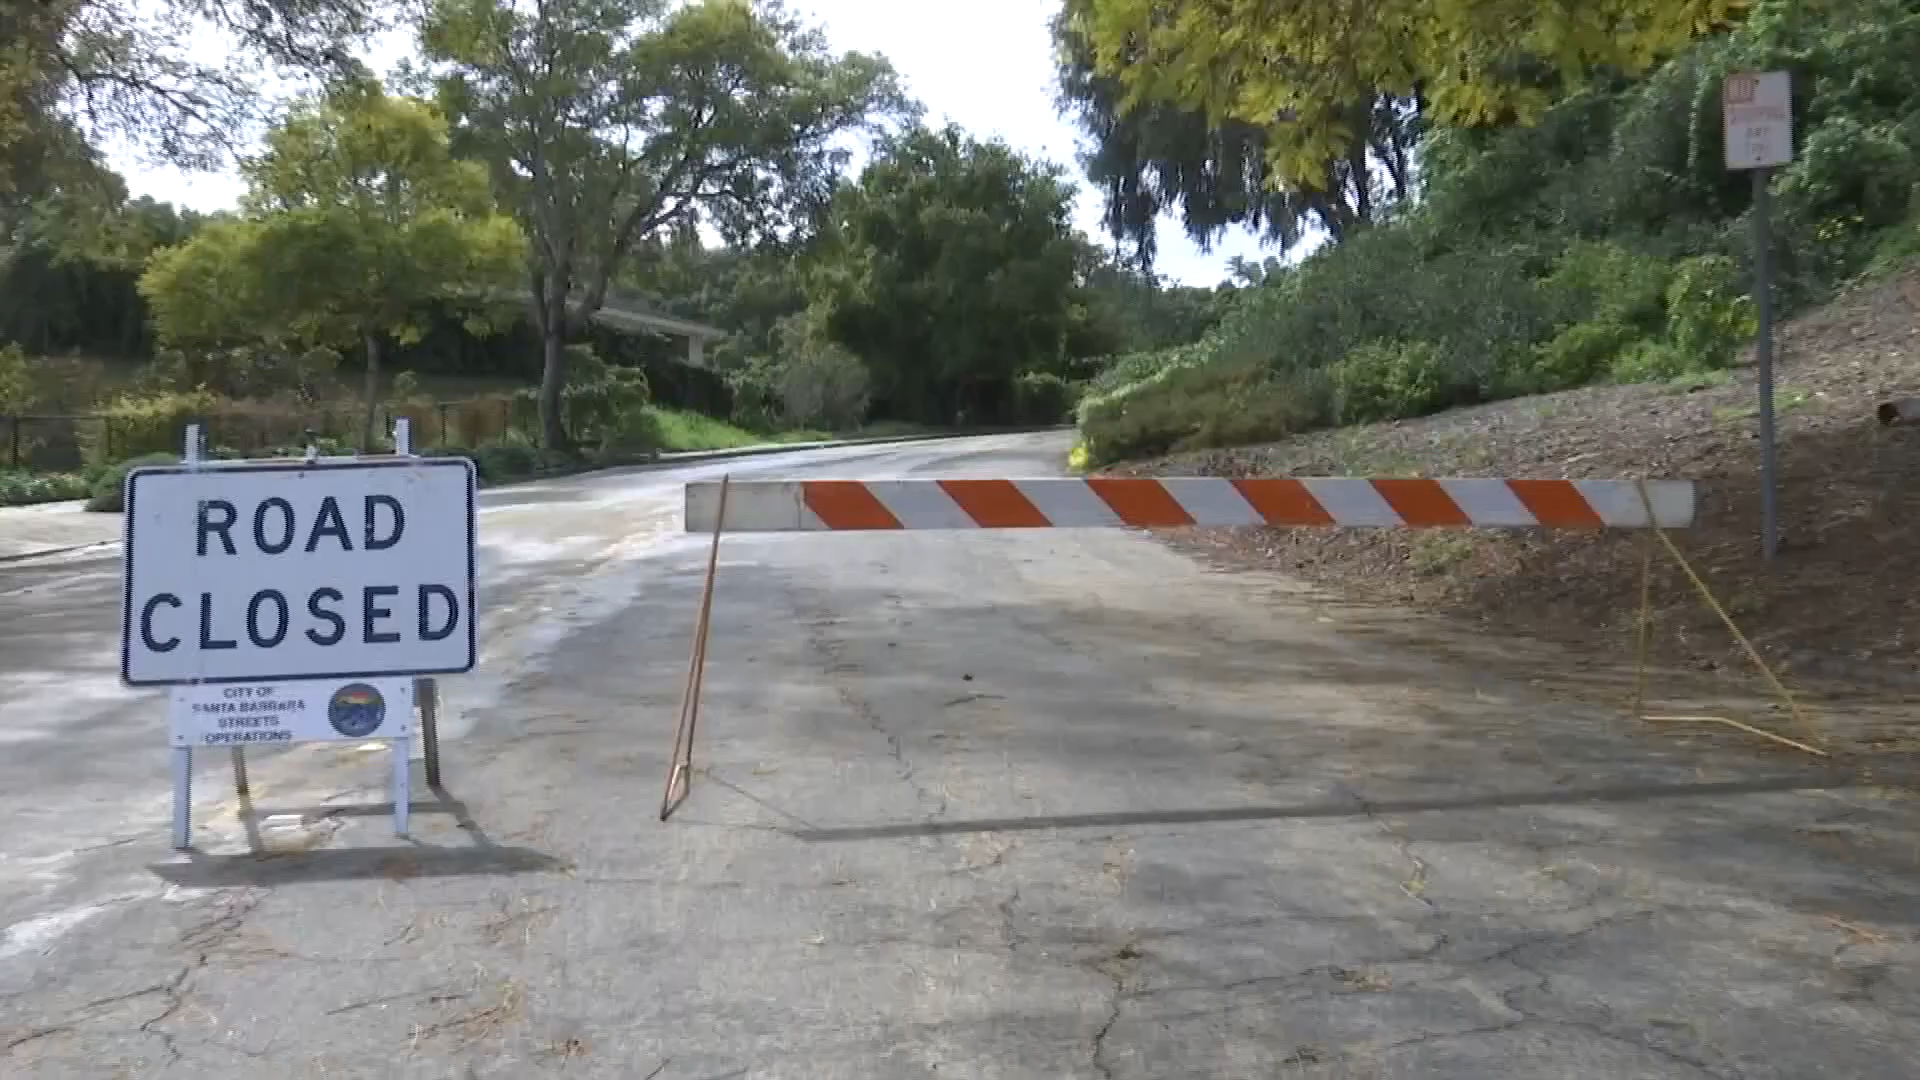 ROAD
CLOSED
CITY OF
SANTA BARBARA
STREETS
OPERATIONS